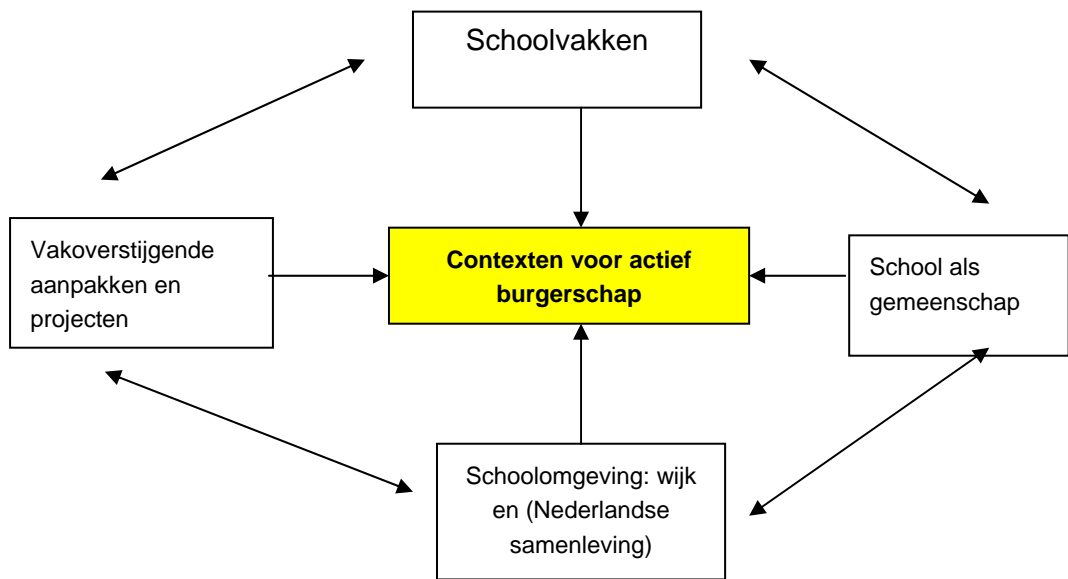 Schoolvakken
Vakoverstijgende
aanpakken en
projecten
Contexten voor actief
burgerschap
School als
gemeenschap
Schoolomgeving: wijk
en (Nederlandse
samenleving)